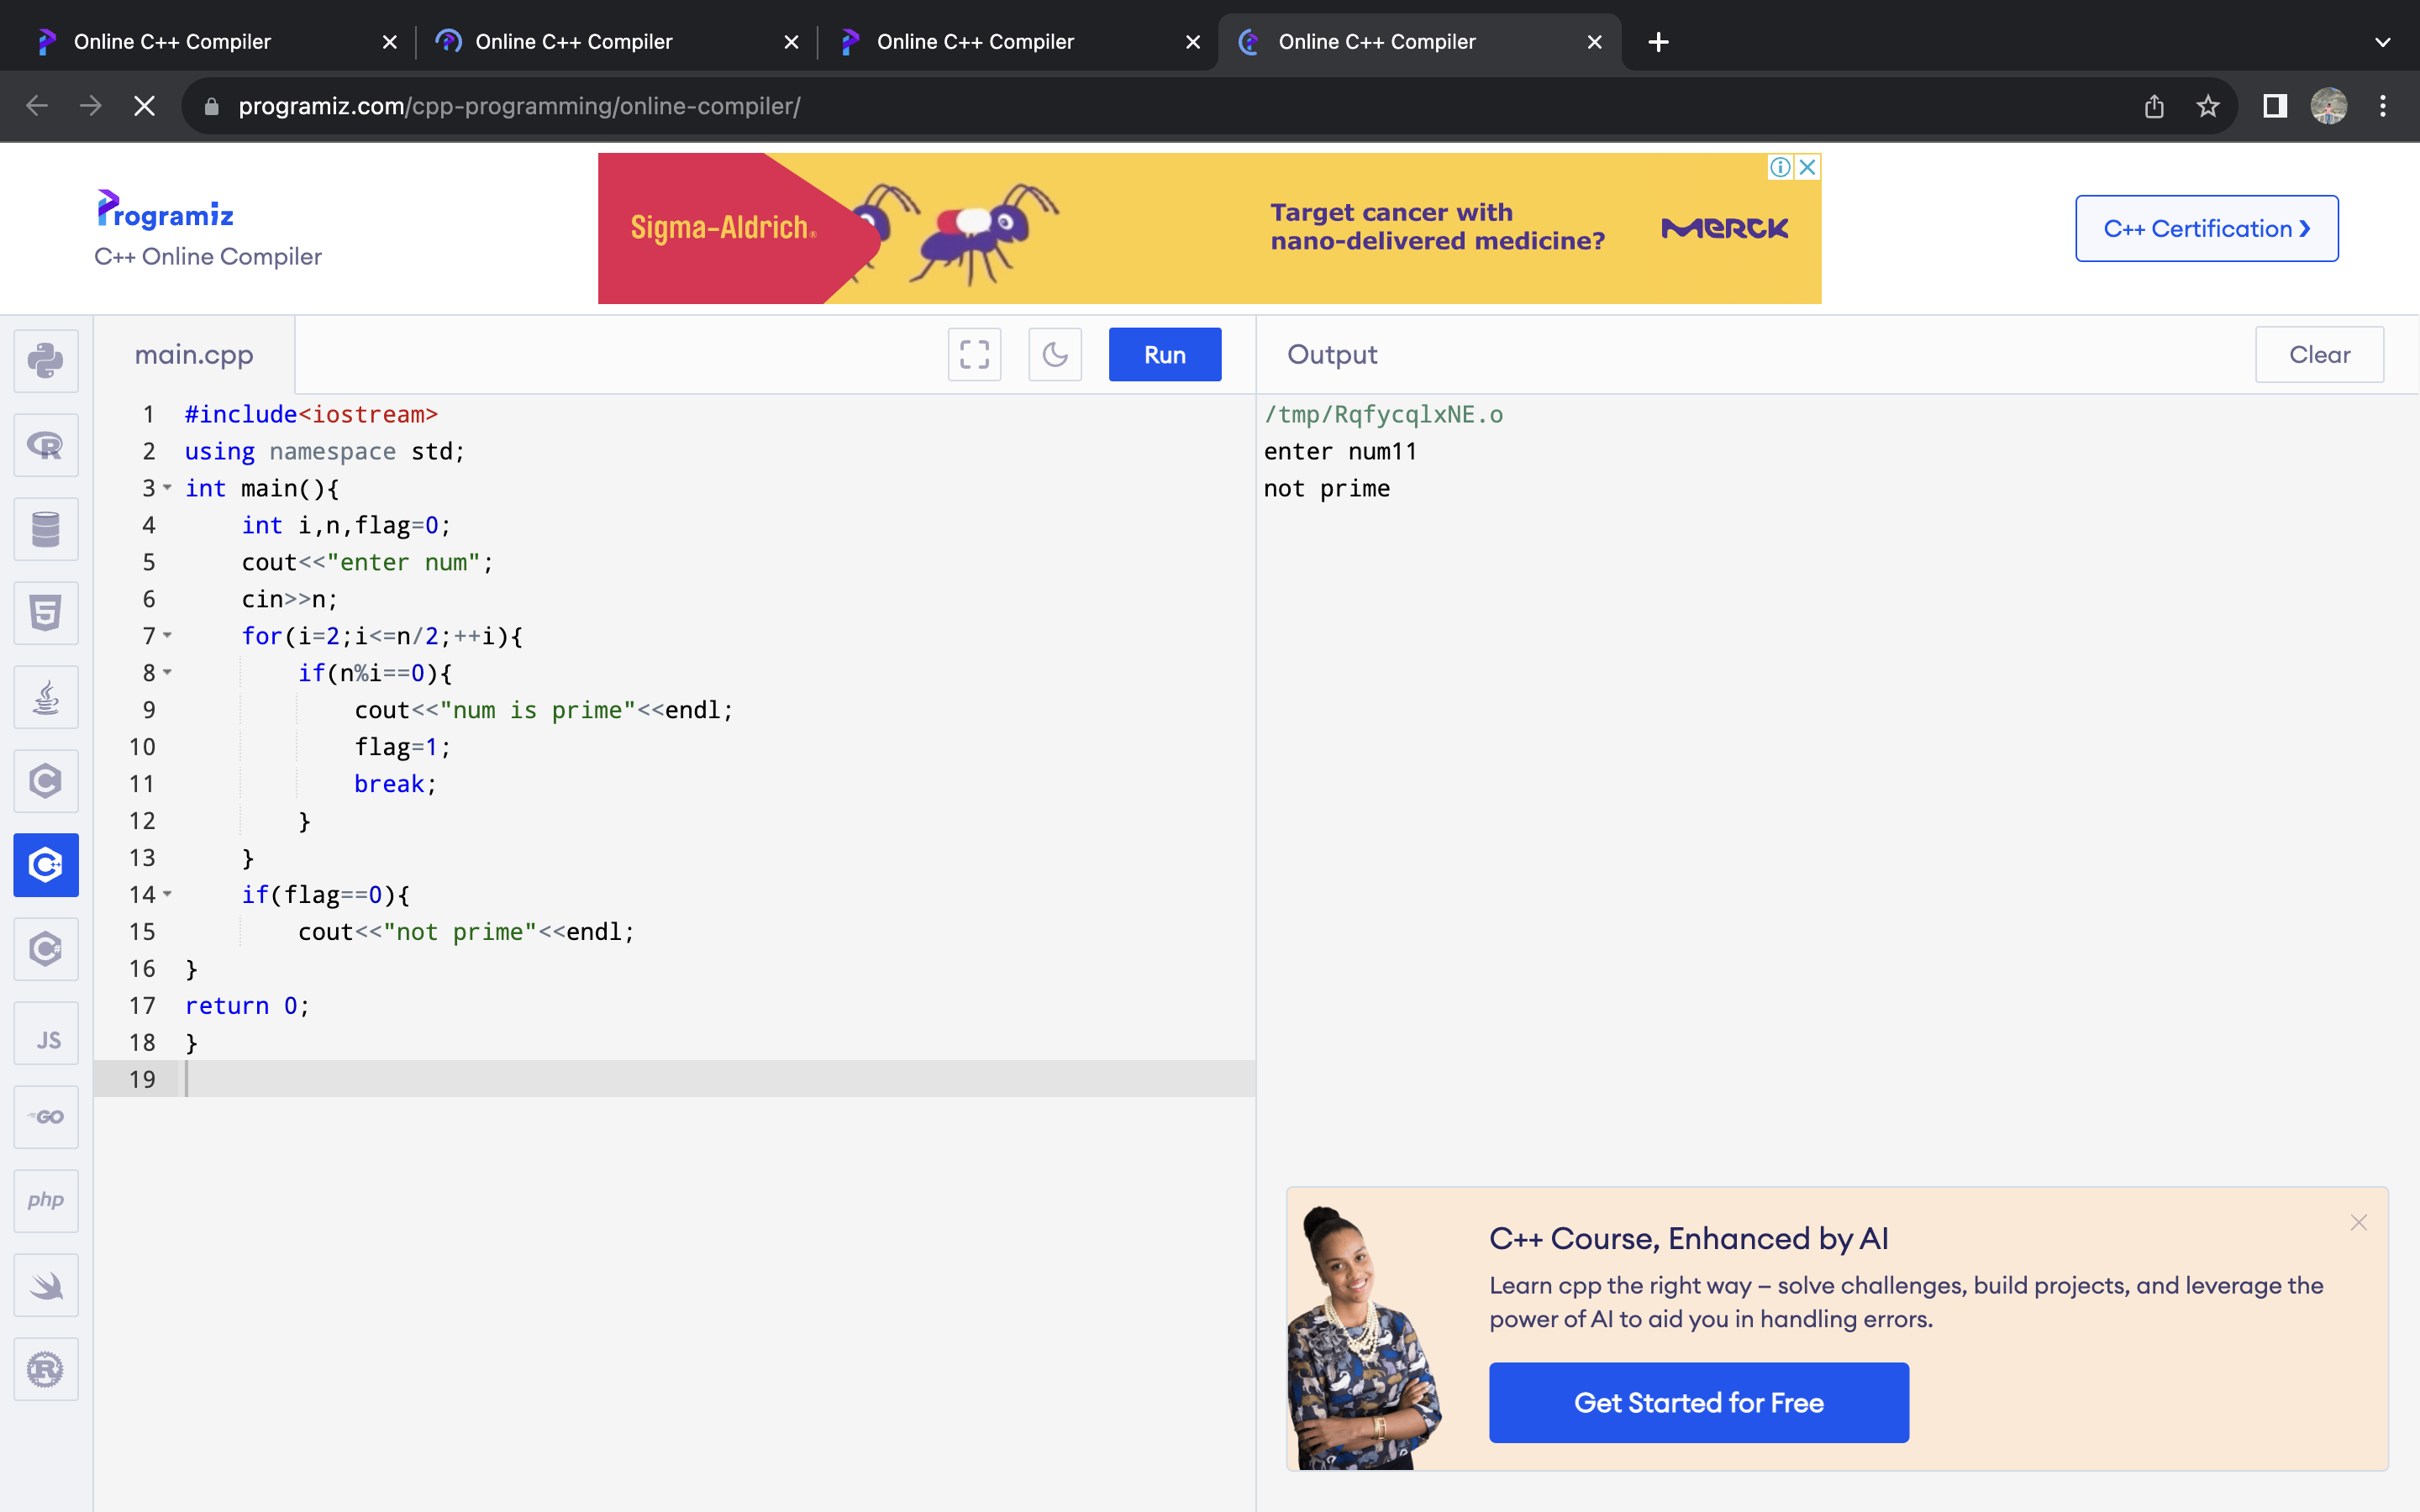 Online C++ Compiler
Online C++ Compiler
Online C++ Compiler
Online C++ Compiler
programiz.com/cpp-programming/online-compiler/
Programiz
C++ Online Compiler
Sigma-Aldrich®
Target cancer with
nano-delivered medicine?
MERCK
C++ Certification ❯
main.cpp
Run
Output
Clear
1 #include<iostream>
2 using namespace std;
3 int main(){
4 int i,n,flag=0;
5 cout<<"enter num";
6 cin>>n;
7 for(i=2;i<=n/2;++i){
8 if(n%i==0){
9 cout<<"num is prime"<<endl;
10 flag=1;
11 break;
12 }
13 }
14 if(flag==0){
15 cout<<"not prime"<<endl;
16 }
17 return 0;
18 }
19
/tmp/RqfycqlxNE.o
enter num11
not prime
R
5
C
C++
C#
JS
GO
php
R
C++ Course, Enhanced by AI
Learn cpp the right way – solve challenges, build projects, and leverage the
power of AI to aid you in handling errors.
Get Started for Free